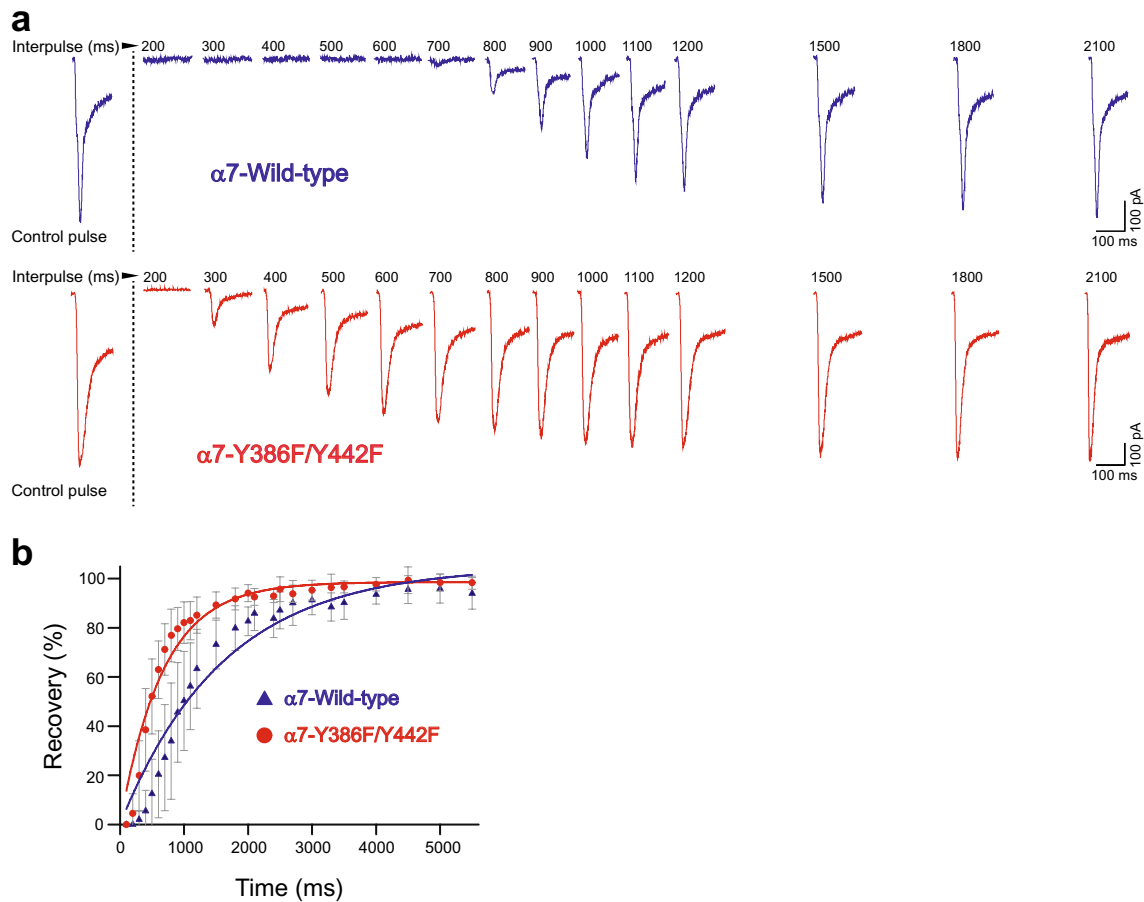 a
Interpulse (ms) 200 300 400 500 600 700 800 900 1000 1100 1200 1500 1800 2100
α7-Wild-type
Control pulse
100 pA
100 ms
Interpulse (ms) 200 300 400 500 600 700 800 900 1000 1100 1200 1500 1800 2100
α7-Y386F/Y442F
Control pulse
100 pA
100 ms
b
Recovery (%)
100
80
60
40
20
0
α7-Wild-type
α7-Y386F/Y442F
0 1000 2000 3000 4000 5000
Time (ms)